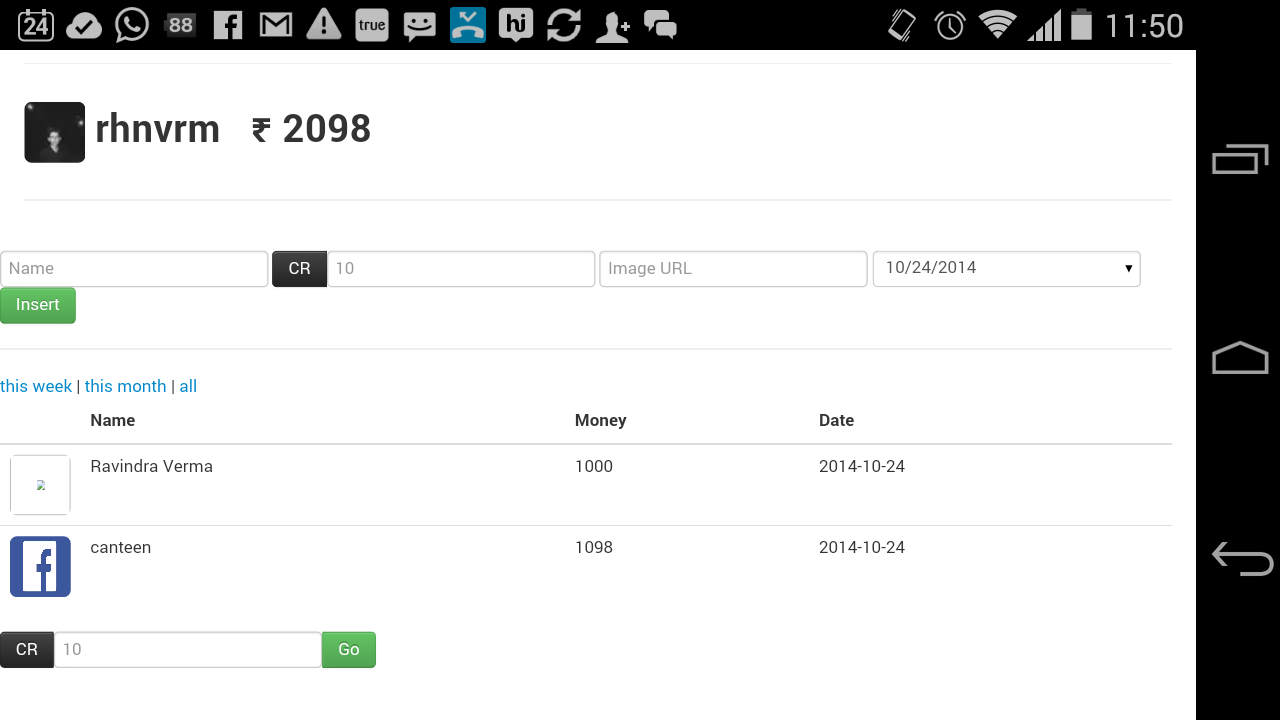 24 88 true hi 11:50
rhnvrm ₹ 2098
Name CR 10 Image URL 10/24/2014
Insert
this week | this month | all
Name Money Date
Ravindra Verma 1000 2014-10-24
canteen 1098 2014-10-24
CR 10 Go